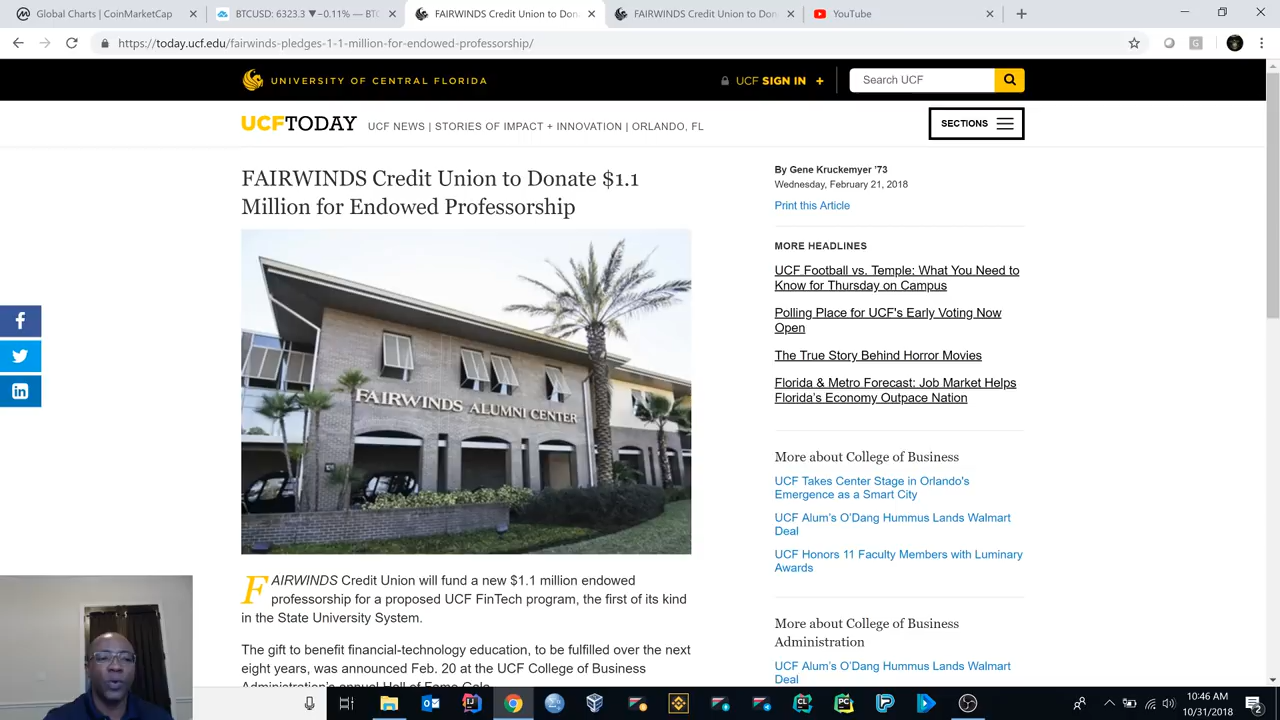 Global Charts | CoinMarketCap
BTCUSD: 6323.3 ▼−0.11% — BTC
FAIRWINDS Credit Union to Don
FAIRWINDS Credit Union to Don
YouTube
https://today.ucf.edu/fairwinds-pledges-1-1-million-for-endowed-professorship/
UNIVERSITY OF CENTRAL FLORIDA
UCF SIGN IN +
Search UCF
UCFTODAY
UCF NEWS | STORIES OF IMPACT + INNOVATION | ORLANDO, FL
SECTIONS
FAIRWINDS Credit Union to Donate $1.1
Million for Endowed Professorship
FAIRWINDS ALUMNI CENTER
FAIRWINDS Credit Union will fund a new $1.1 million endowed
professorship for a proposed UCF FinTech program, the first of its kind
in the State University System.
The gift to benefit financial-technology education, to be fulfilled over the next
eight years, was announced Feb. 20 at the UCF College of Business
Administration's annual Hall of Fame Gala.
By Gene Kruckemyer ’73
Wednesday, February 21, 2018
Print this Article
MORE HEADLINES
UCF Football vs. Temple: What You Need to
Know for Thursday on Campus
Polling Place for UCF's Early Voting Now
Open
The True Story Behind Horror Movies
Florida & Metro Forecast: Job Market Helps
Florida’s Economy Outpace Nation
More about College of Business
UCF Takes Center Stage in Orlando's
Emergence as a Smart City
UCF Alum’s O’Dang Hummus Lands Walmart
Deal
UCF Honors 11 Faculty Members with Luminary
Awards
More about College of Business
Administration
UCF Alum’s O’Dang Hummus Lands Walmart
Deal
10:46 AM
10/31/2018